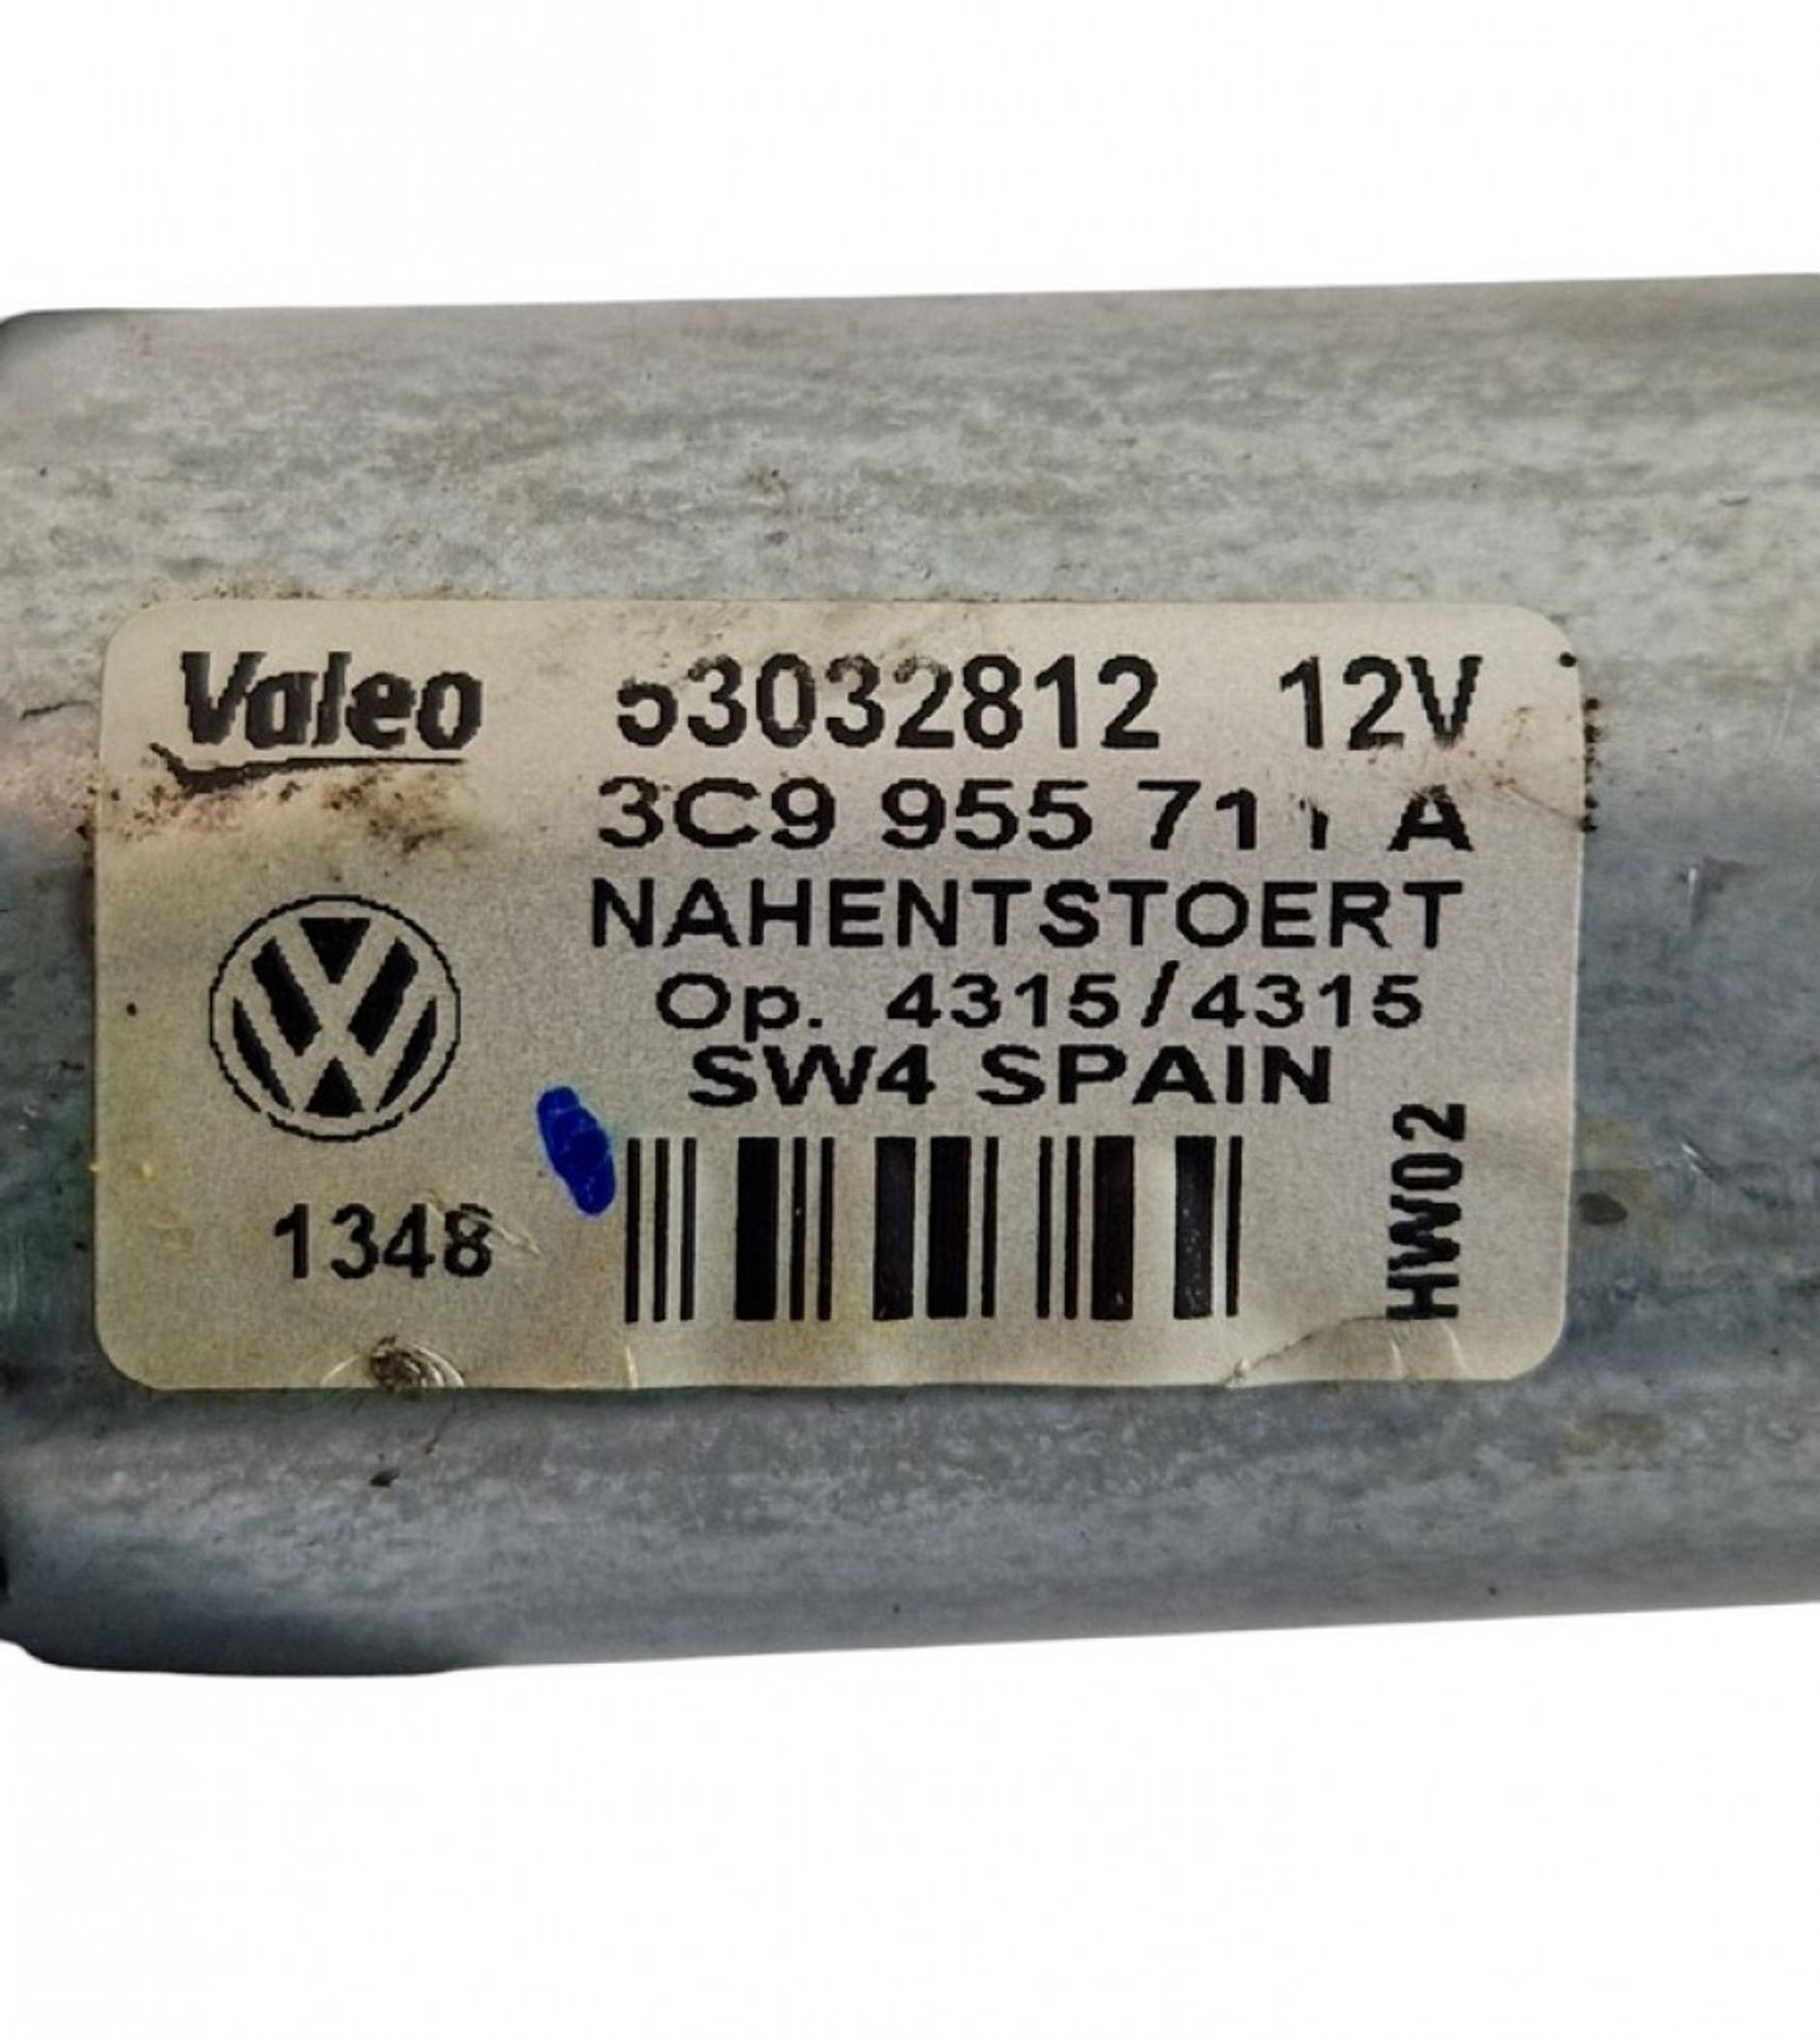 Valeo 53032812 12V
3C9 955 711 A
NAHENTSTOERT
Op. 4315/4315
SW4 SPAIN
1348
HW02